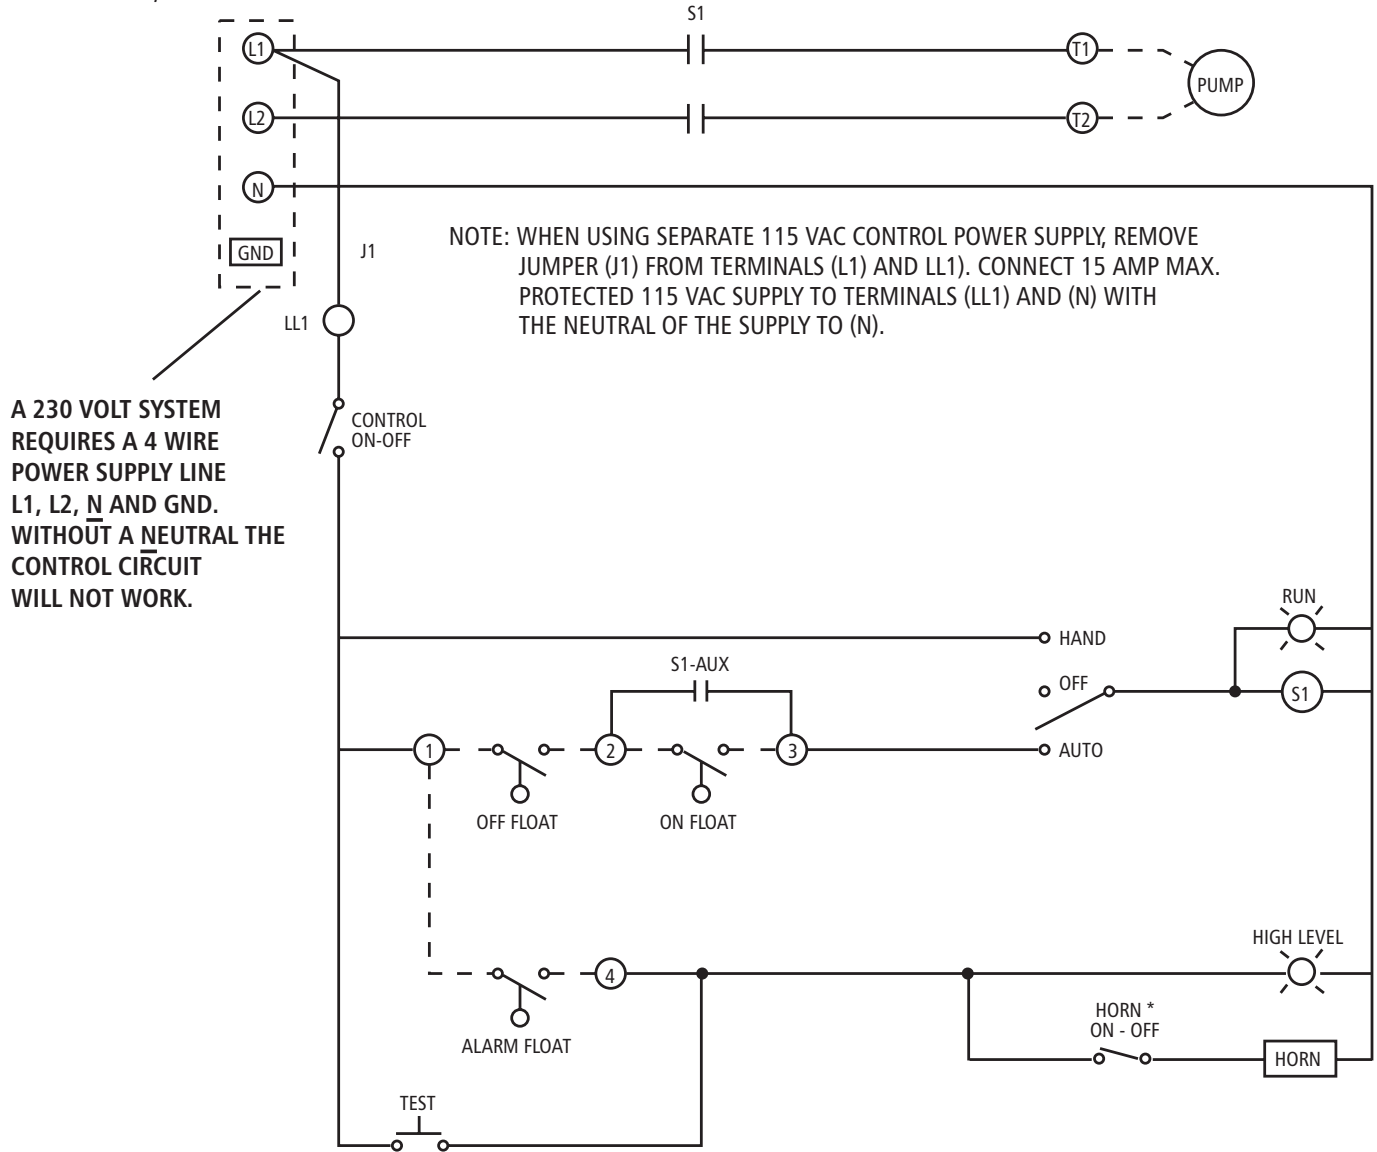 S1
L1
T1
PUMP
L2
T2
N
GND
J1
NOTE: WHEN USING SEPARATE 115 VAC CONTROL POWER SUPPLY, REMOVE
JUMPER (J1) FROM TERMINALS (L1) AND LL1). CONNECT 15 AMP MAX.
PROTECTED 115 VAC SUPPLY TO TERMINALS (LL1) AND (N) WITH
THE NEUTRAL OF THE SUPPLY TO (N).
LL1
A 230 VOLT SYSTEM
REQUIRES A 4 WIRE
POWER SUPPLY LINE
L1, L2, N AND GND.
WITHOUT A NEUTRAL THE
CONTROL CIRCUIT
WILL NOT WORK.
CONTROL
ON-OFF
RUN
HAND
S1-AUX
OFF
S1
1
2
3
AUTO
OFF FLOAT
ON FLOAT
HIGH LEVEL
4
HORN *
ON - OFF
ALARM FLOAT
HORN
TEST